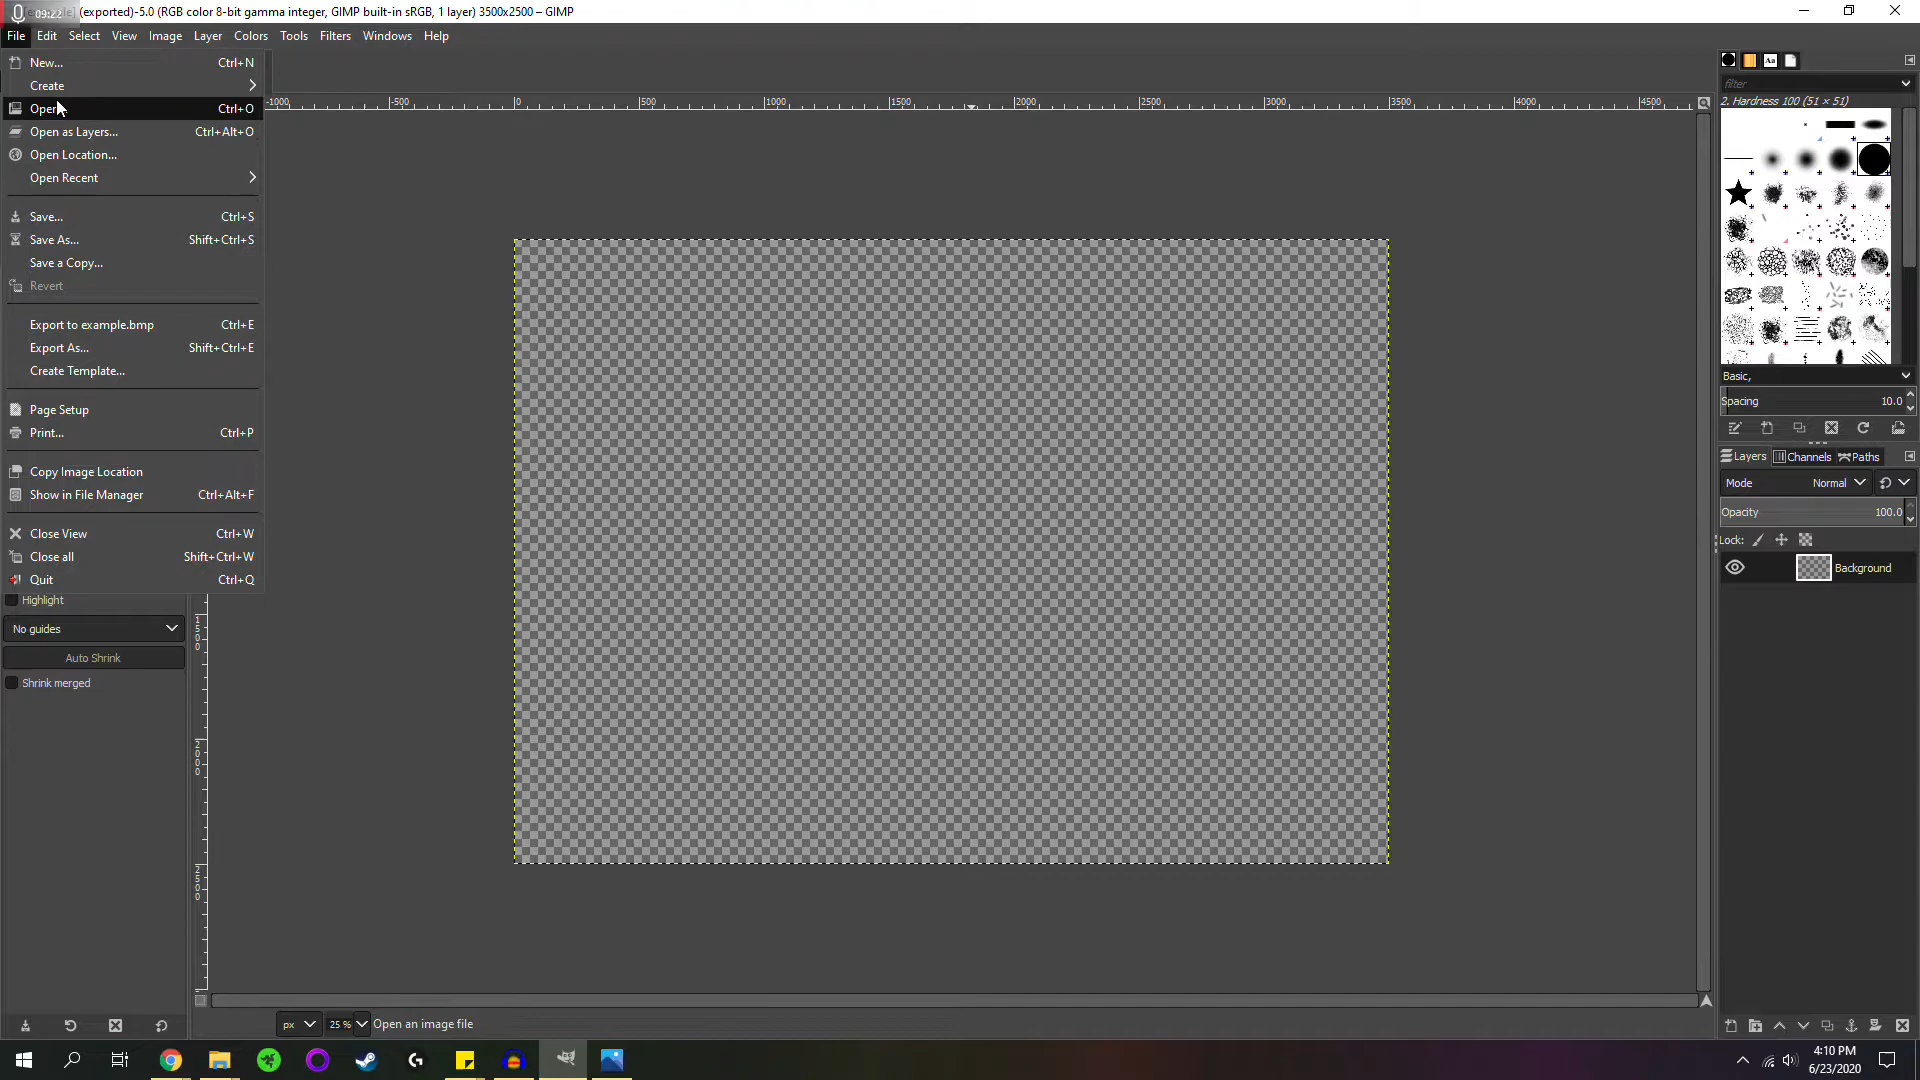 09:22 (exported)-5.0 (RGB color 8-bit gamma integer, GIMP built-in sRGB, 1 layer) 3500x2500 – GIMP
File Edit Select View Image Layer Colors Tools Filters Windows Help
New... Ctrl+N
Create
Open Ctrl+O
Open as Layers... Ctrl+Alt+O
Open Location...
Open Recent
Save... Ctrl+S
Save As... Shift+Ctrl+S
Save a Copy...
Revert
Export to example.bmp Ctrl+E
Export As... Shift+Ctrl+E
Create Template...
Page Setup
Print... Ctrl+P
Copy Image Location
Show in File Manager Ctrl+Alt+F
Close View Ctrl+W
Close all Shift+Ctrl+W
Quit Ctrl+Q
Highlight
No guides
Auto Shrink
Shrink merged
-1000 -500 0 500 1000 1500 2000 2500 3000 3500 4000 4500
1500
2000
2500
px 25 % Open an image file
Aa
filter
2. Hardness 100 (51 × 51)
Basic,
Spacing 10.0
Layers Channels Paths
Mode Normal
Opacity 100.0
Lock:
Background
4:10 PM
6/23/2020